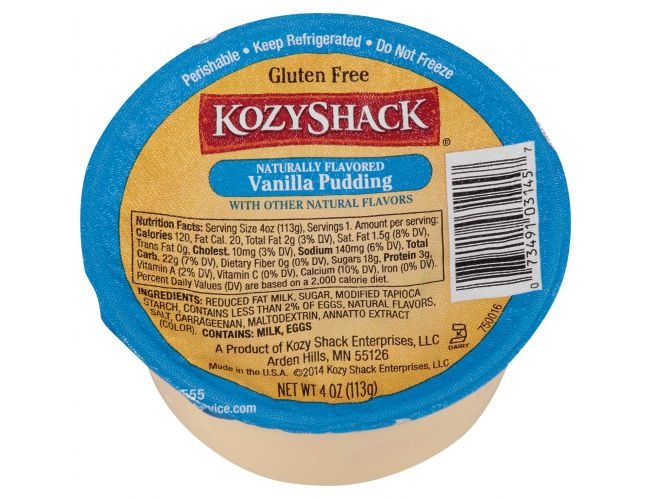 Perishable • Keep Refrigerated • Do Not Freeze
Gluten Free
KOZYSHACK®
NATURALLY FLAVORED
Vanilla Pudding
WITH OTHER NATURAL FLAVORS
Nutrition Facts: Serving Size 4oz (113g), Servings 1. Amount per serving:
Calories 120, Fat Cal. 20, Total Fat 2g (3% DV), Sat. Fat 1.5g (8% DV),
Trans Fat 0g, Cholest. 10mg (3% DV), Sodium 140mg (6% DV), Total
Carb. 22g (7% DV), Dietary Fiber 0g (0% DV), Sugars 18g, Protein 3g,
Vitamin A (2% DV), Vitamin C (0% DV), Calcium (10% DV), Iron (0% DV).
Percent Daily Values (DV) are based on a 2,000 calorie diet.
INGREDIENTS: REDUCED FAT MILK, SUGAR, MODIFIED TAPIOCA
STARCH, CONTAINS LESS THAN 2% OF EGGS, NATURAL FLAVORS,
SALT, CARRAGEENAN, MALTODEXTRIN, ANNATTO EXTRACT
(COLOR). CONTAINS: MILK, EGGS
A Product of Kozy Shack Enterprises, LLC
Arden Hills, MN 55126
Made in the U.S.A. ©2014 Kozy Shack Enterprises, LLC
NET WT 4 OZ (113g)
0 73491 03145 7
750016
K
DAIRY
555
vice.com